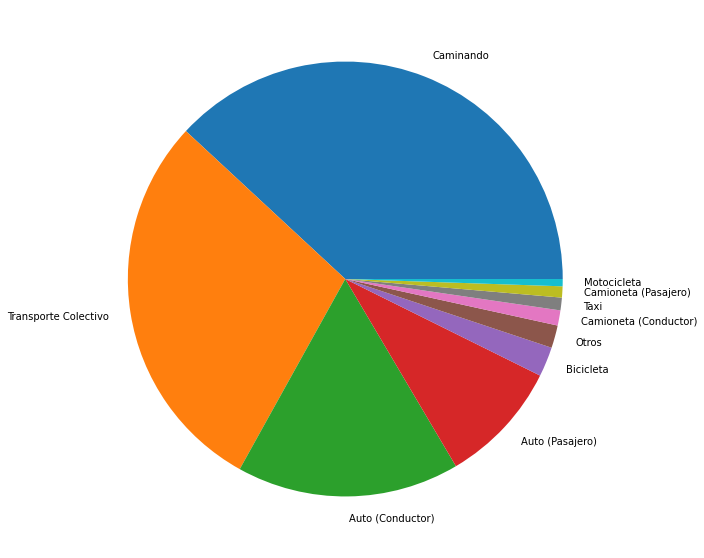 Caminando
Transporte Colectivo
Auto (Conductor)
Auto (Pasajero)
Bicicleta
Otros
Camioneta (Conductor)
Taxi
Camioneta (Pasajero)
Motocicleta